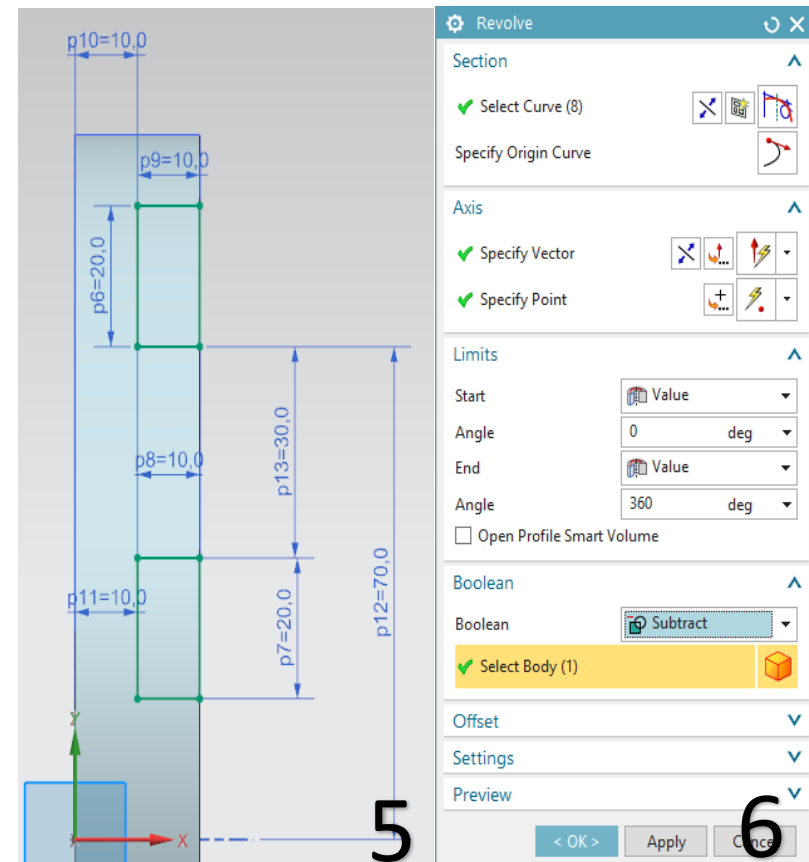 p10=10,0
p9=10,0
p6=20,0
p8=10,0
p13=30,0
p11=10,0
p7=20,0
p12=70,0
Y
X
5
Revolve
Section
Select Curve (8)
Specify Origin Curve
Axis
Specify Vector
Specify Point
Limits
Start Value
Angle 0 deg
End Value
Angle 360 deg
Open Profile Smart Volume
Boolean
Boolean Subtract
Select Body (1)
Offset
Settings
Preview
< OK > Apply Cancel
6